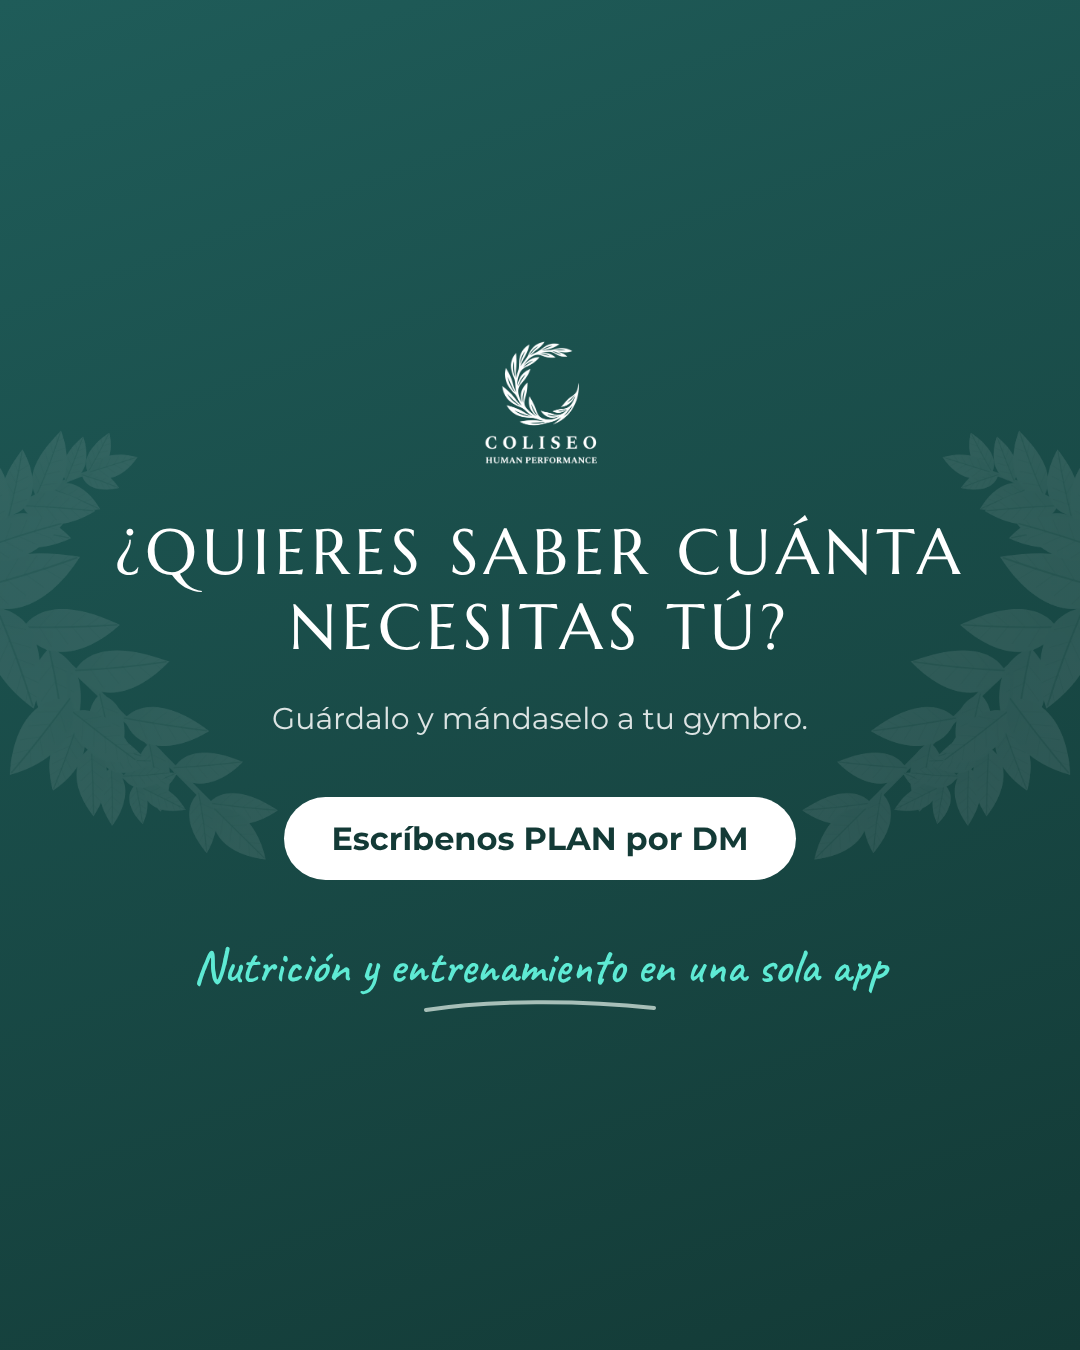 COLISEO
HUMAN PERFORMANCE
¿QUIERES SABER CUÁNTA
NECESITAS TÚ?
Guárdalo y mándaselo a tu gymbro.
Escríbenos PLAN por DM
Nutrición y entrenamiento en una sola app